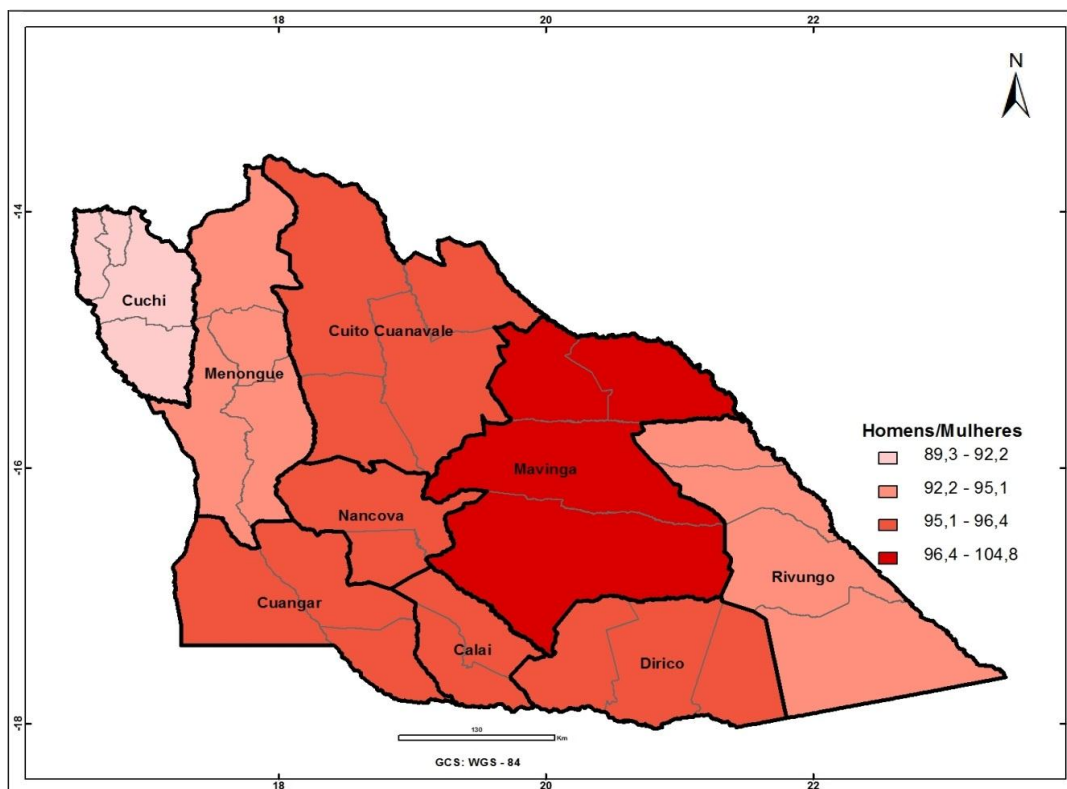 18
20
22
N
-14
Cuchi
Cuito Cuanavale
Menongue
Homens/Mulheres
89,3 - 92,2
92,2 - 95,1
95,1 - 96,4
96,4 - 104,8
-16
Mavinga
Nancova
Rivungo
Cuangar
Calai
Dirico
-18
130
Km
GCS: WGS - 84
18
20
22